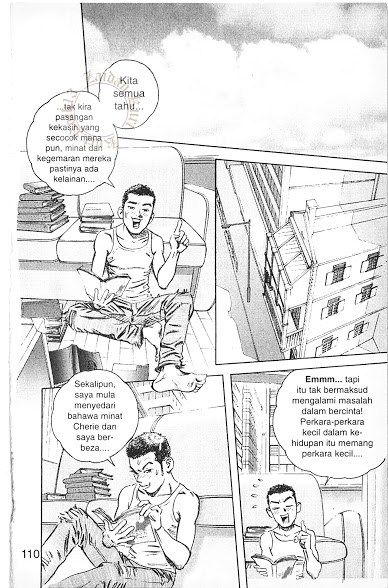 Kita
semua
tahu...
...tak kira
pasangan
kekasih yang
secocok mana
pun, minat dan
kegemaran mereka
pastinya ada
kelainan....
Sekalipun,
saya mula
menyedari
bahawa minat
Cherie dan
saya ber-
beza....
Emmm... tapi
itu tak bermaksud
mengalami masalah
dalam bercinta!
Perkara-perkara
kecil dalam ke-
hidupan itu memang
perkara kecil....
110